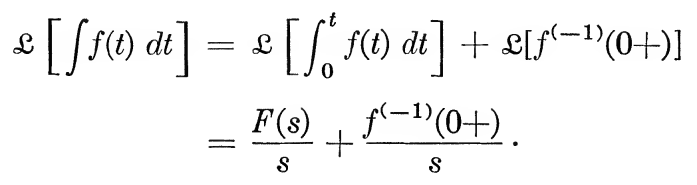 £ [ ∫ f(t) dt ] = £ [ ∫₀ᵗ f(t) dt ] + £[f⁽⁻¹⁾(0+)]
= F(s)/s + f⁽⁻¹⁾(0+)/s .